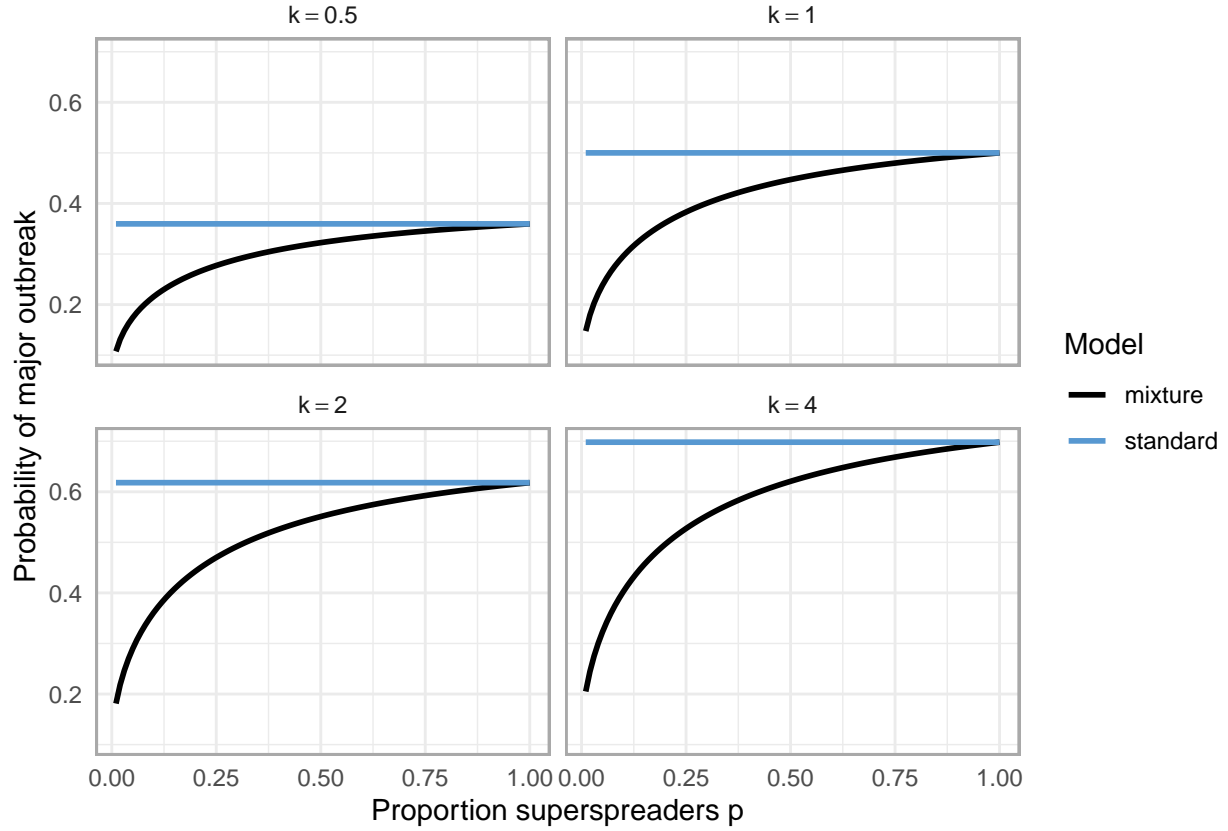 k = 0.5
k = 1
0.6
0.4
0.2
k = 2
k = 4
0.6
0.4
0.2
0.00 0.25 0.50 0.75 1.00 0.00 0.25 0.50 0.75 1.00
Proportion superspreaders p
Probability of major outbreak
Model
mixture
standard